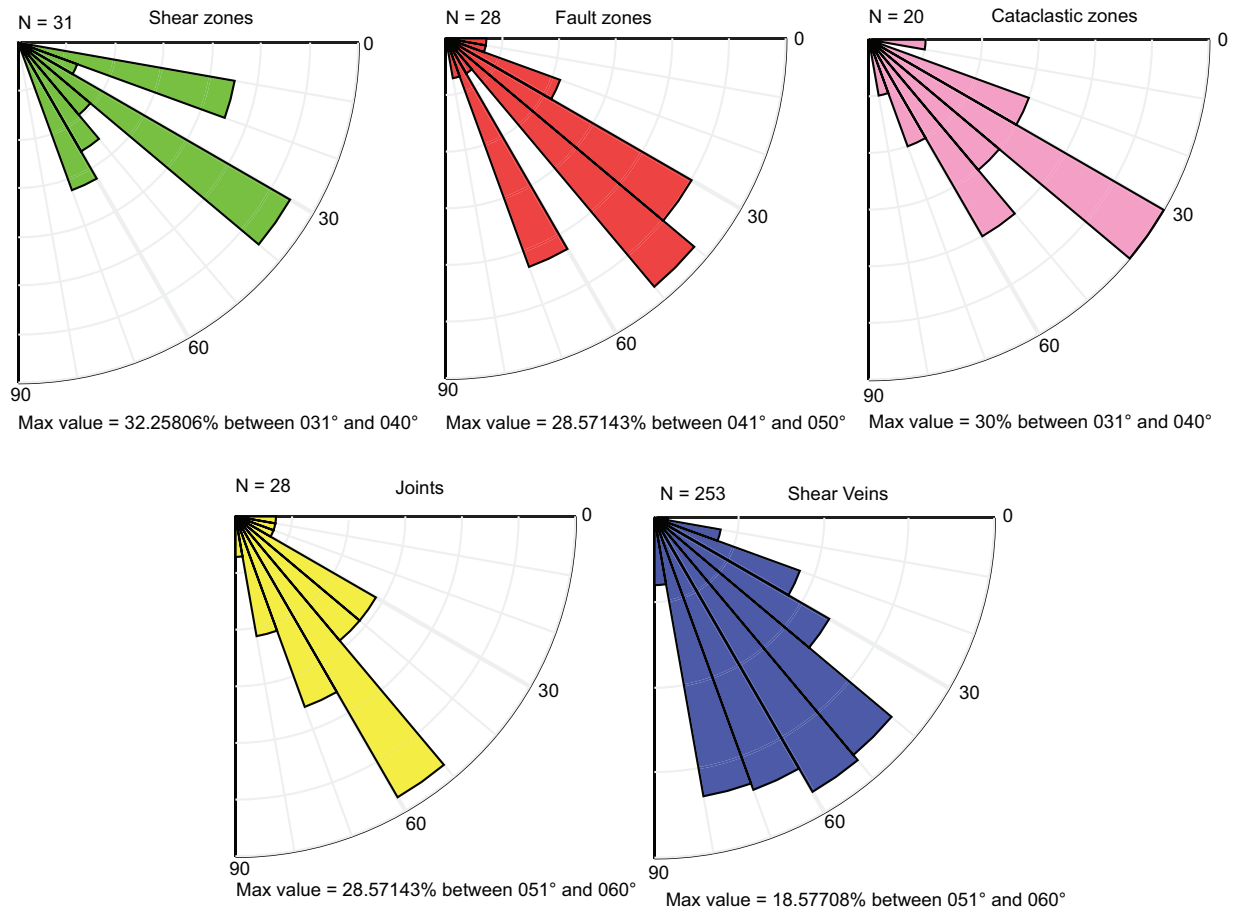 N = 31 Shear zones
0
30
60
90
Max value = 32.25806% between 031° and 040°
N = 28 Fault zones
0
30
60
90
Max value = 28.57143% between 041° and 050°
N = 20 Cataclastic zones
0
30
60
90
Max value = 30% between 031° and 040°
N = 28 Joints
0
30
60
90
Max value = 28.57143% between 051° and 060°
N = 253 Shear Veins
0
30
60
90
Max value = 18.57708% between 051° and 060°